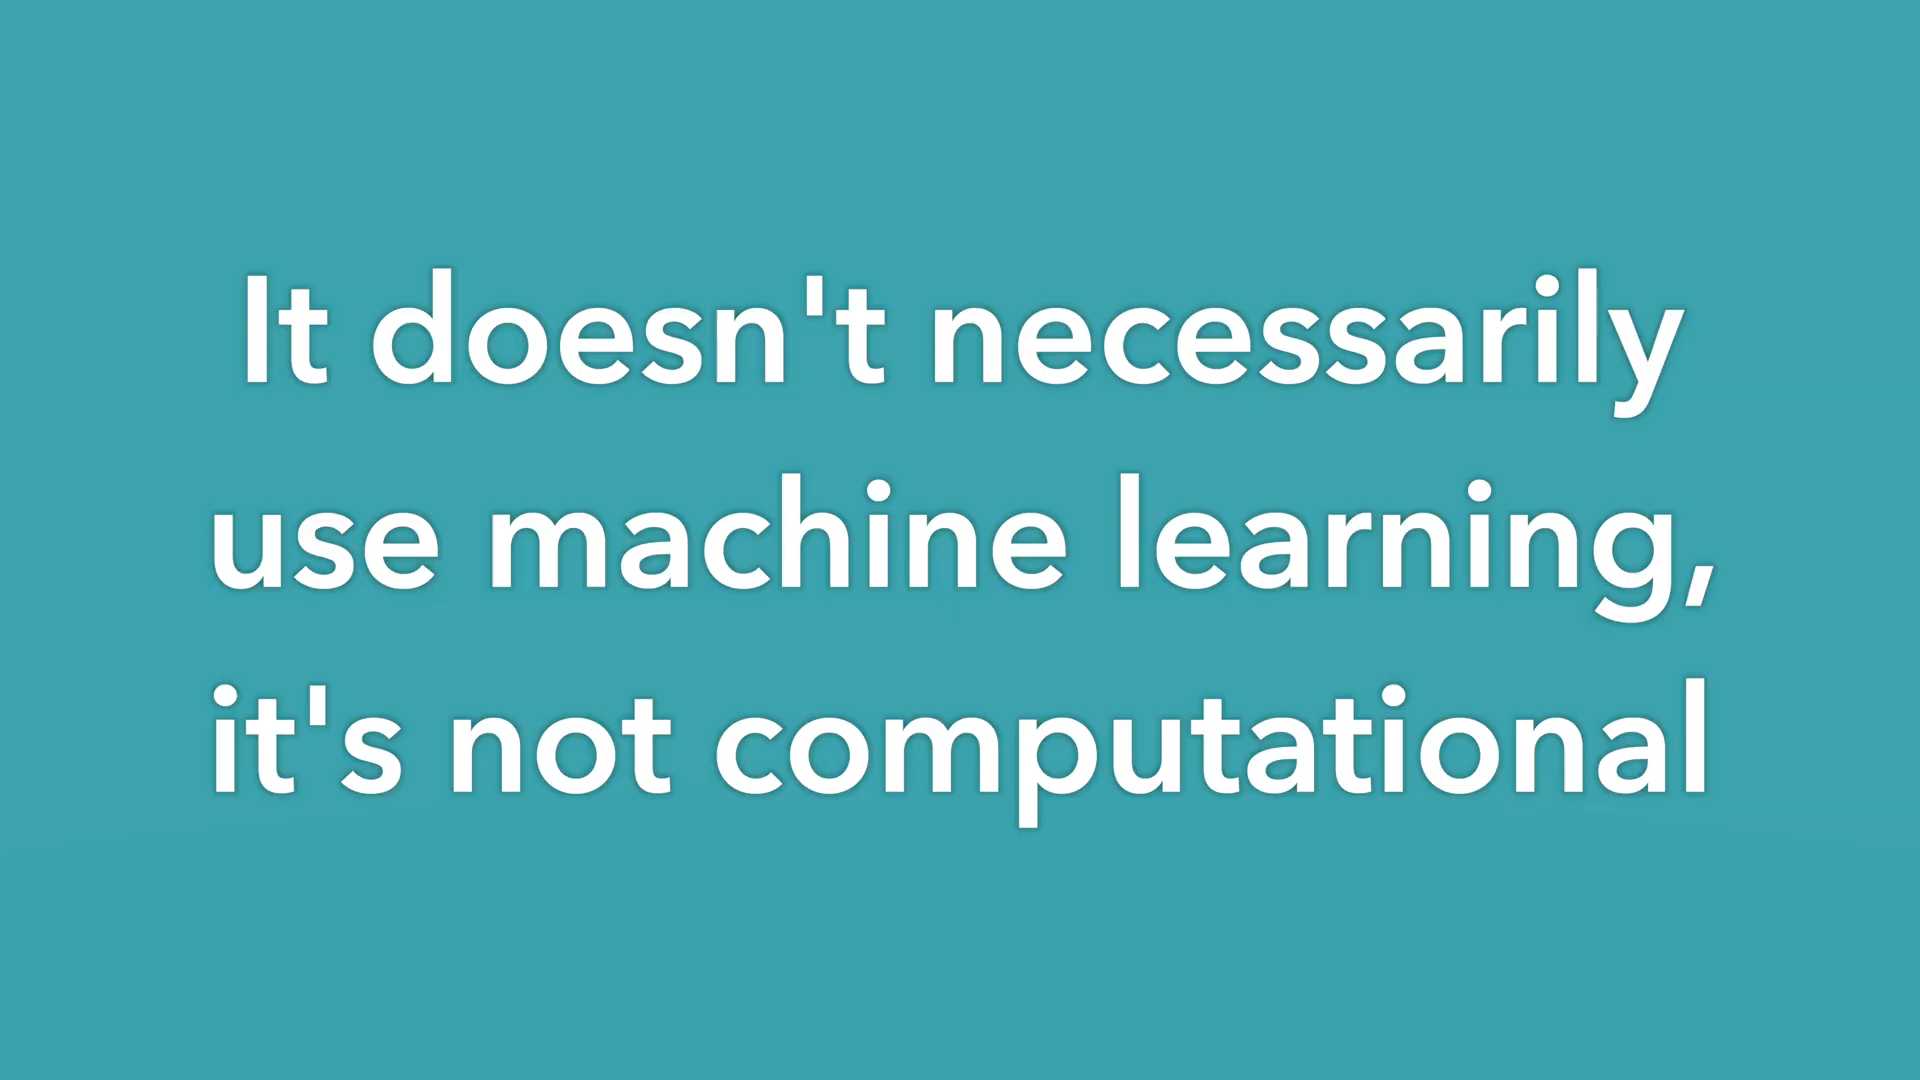 It doesn't necessarily
use machine learning,
it's not computational